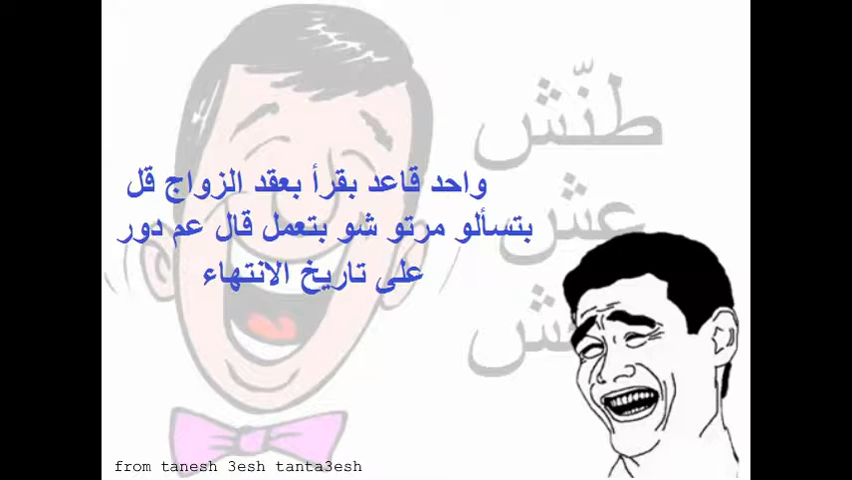 طنّش
عش
واحد قاعد بقرأ بعقد الزواج قل
بتسألو مرتو شو بتعمل قال عم دور
على تاريخ الانتهاء
from tanesh 3esh tanta3esh